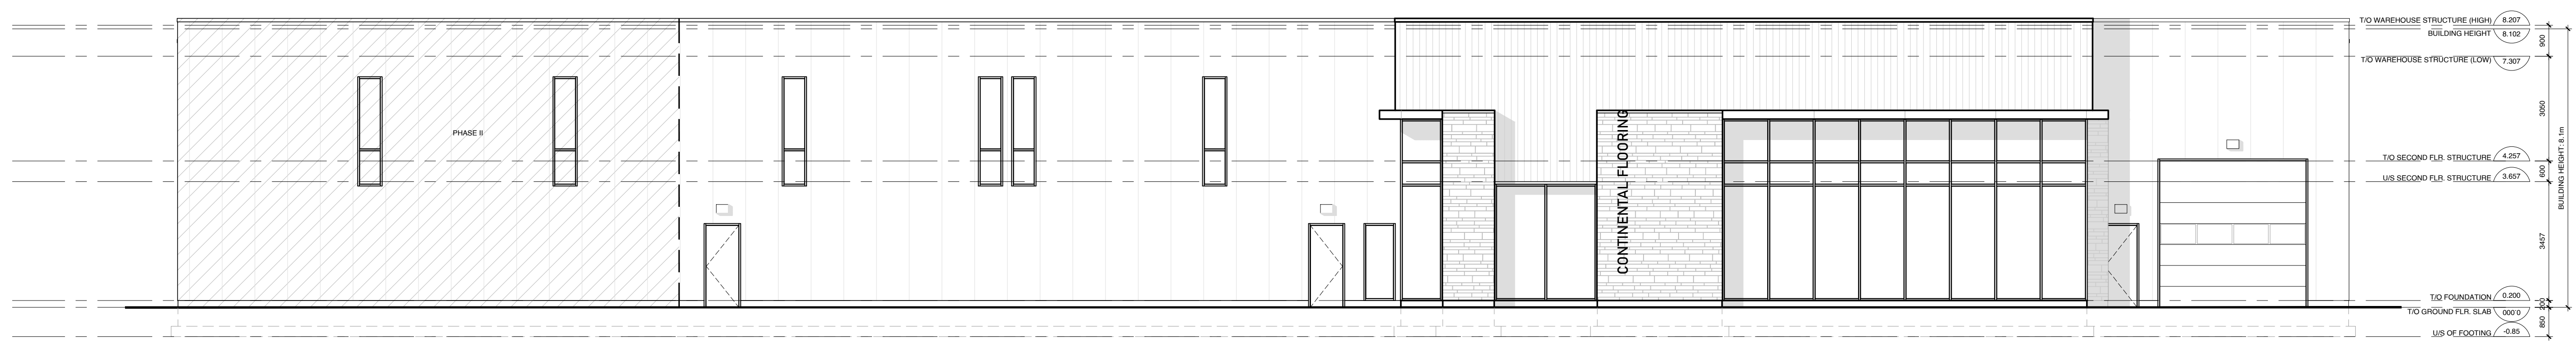 T/O WAREHOUSE STRUCTURE (HIGH) 8.207
BUILDING HEIGHT 8.102
900
T/O WAREHOUSE STRUCTURE (LOW) 7.307
3050
CONTINENTAL FLOORING
PHASE II
BUILDING HEIGHT: 8.1m
T/O SECOND FLR. STRUCTURE 4.257
600
U/S SECOND FLR. STRUCTURE 3.657
3457
T/O FOUNDATION 0.200
200
T/O GROUND FLR. SLAB 000'0
850
U/S OF FOOTING -0.85